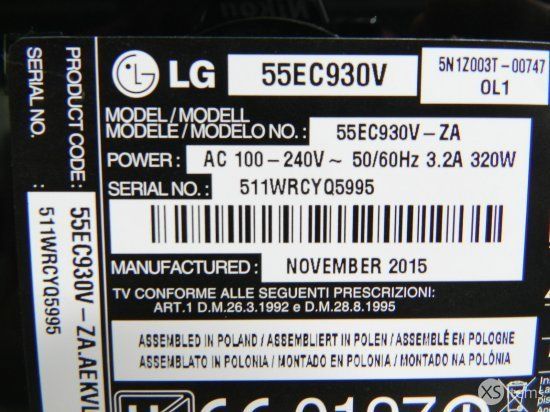 Nikon
LG
55EC930V
5N1Z003T-00747
OL1
MODEL / MODELL
MODÈLE / MODELO NO. :
55EC930V-ZA
POWER :
AC 100-240V~ 50/60Hz 3.2A 320W
SERIAL NO. :
511WRCYQ5995
MANUFACTURED :
NOVEMBER 2015
TV CONFORME ALLE SEGUENTI PRESCRIZIONI:
ART.1 D.M.26.3.1992 e D.M.28.8.1995
ASSEMBLED IN POLAND / ASSEMBLIERT IN POLEN / ASSEMBLÉ EN POLOGNE
ASSEMBLATO IN POLONIA / MONTADO EN POLONIA / MONTADO NA POLÓNIA
PRODUCT CODE:
55EC930V-ZA.AEKVL
SERIAL NO.
511WRCYQ5995
XS